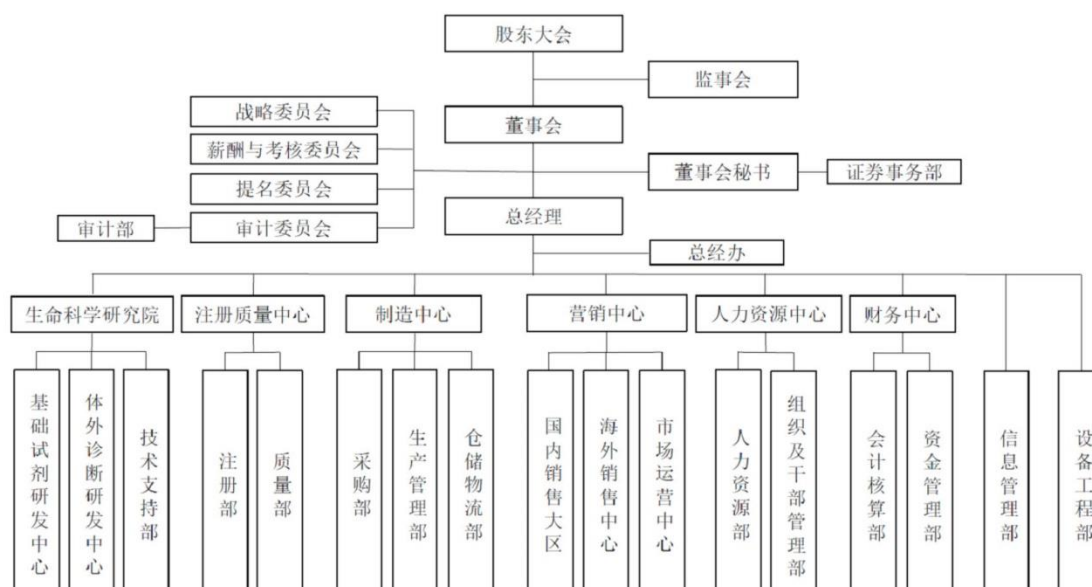 股东大会
监事会
战略委员会
董事会
薪酬与考核委员会
董事会秘书
证券事务部
提名委员会
审计部
审计委员会
总经理
总经办
生命科学研究院
注册质量中心
制造中心
营销中心
人力资源中心
财务中心
基础试剂研发中心
体外诊断研发中心
技术支持部
注册部
质量部
采购部
生产管理部
仓储物流部
国内销售大区
海外销售中心
市场运营中心
人力资源部
组织及干部管理部
会计核算部
资金管理部
信息管理部
设备工程部